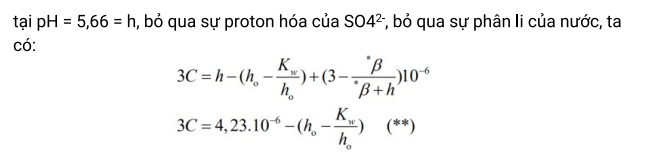 tại pH = 5,66 = h, bỏ qua sự proton hóa của SO4²⁻, bỏ qua sự phân li của nước, ta
có:
3C = h − (h₀ − K_w/h₀) + (3 − *β/(*β + h))10⁻⁶
3C = 4,23.10⁻⁶ − (h₀ − K_w/h₀) (**)